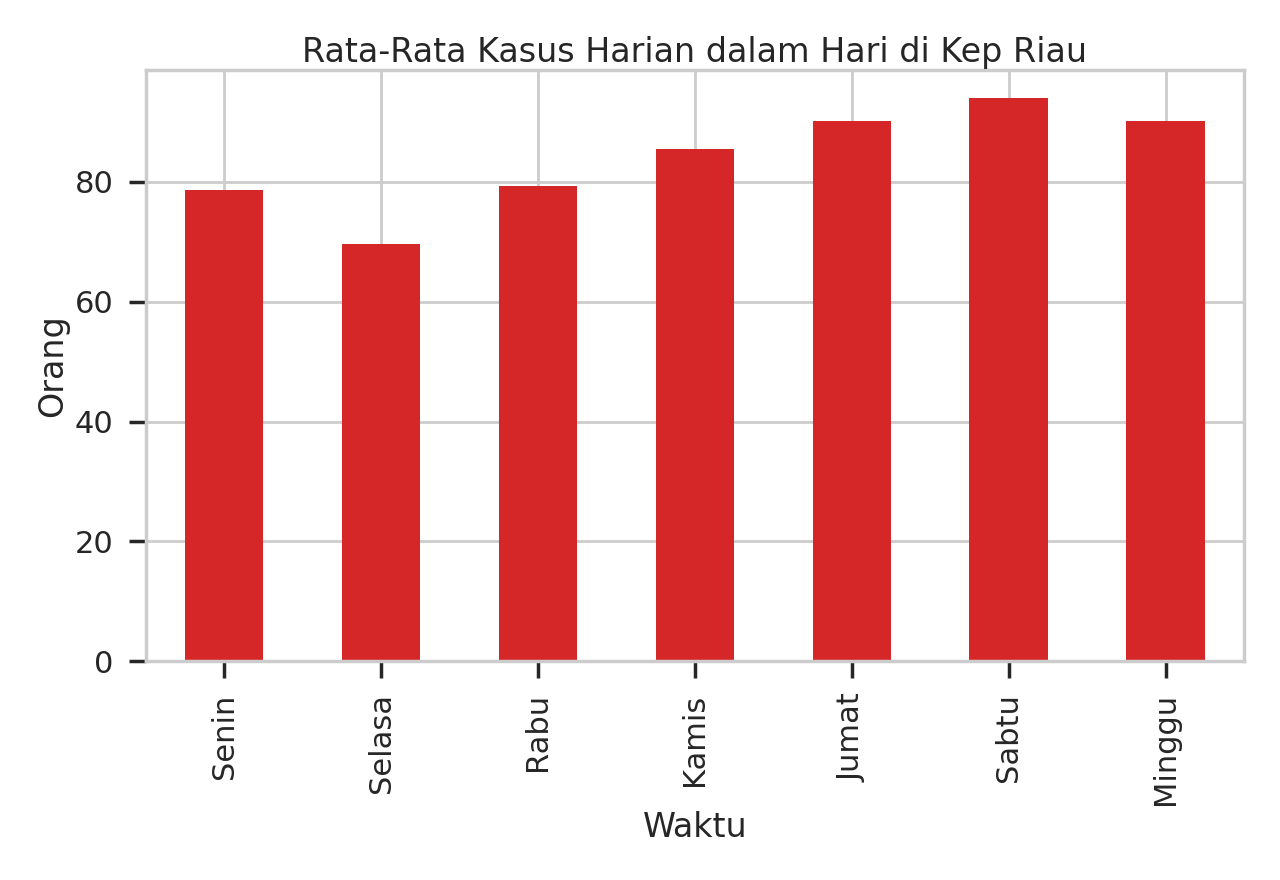 Rata-Rata Kasus Harian dalam Hari di Kep Riau
Orang
80
60
40
20
0
Senin
Selasa
Rabu
Kamis
Jumat
Sabtu
Minggu
Waktu